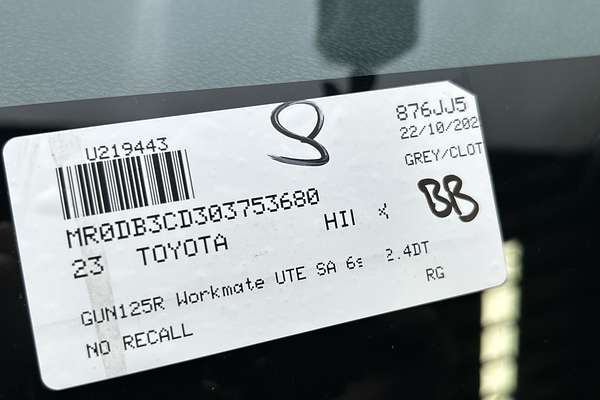 U219443
8
876JJ5
22/10/202
GREY/CLOT
BB
MR0DB3CD303753680
23 TOYOTA HII
GUN125R Workmate UTE SA 6s 2.4DT
RG
NO RECALL